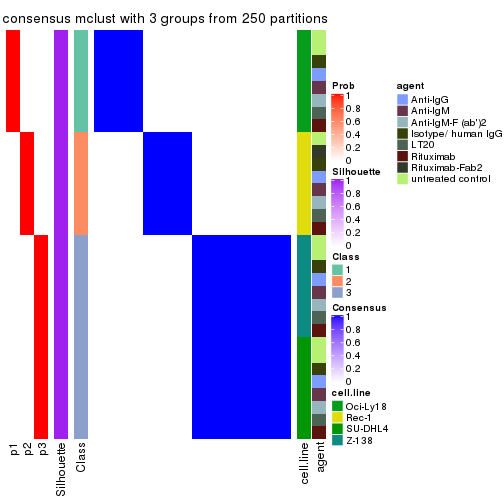 consensus mclust with 3 groups from 250 partitions
p1
p2
p3
Silhouette
Class
cell.line
agent
Prob
1
0.8
0.6
0.4
0.2
0
Silhouette
1
0.8
0.6
0.4
0.2
0
Class
1
2
3
Consensus
1
0.8
0.6
0.4
0.2
0
cell.line
Oci-Ly18
Rec-1
SU-DHL4
Z-138
agent
Anti-IgG
Anti-IgM
Anti-IgM-F (ab')2
Isotype/ human IgG
LT20
Rituximab
Rituximab-Fab2
untreated control